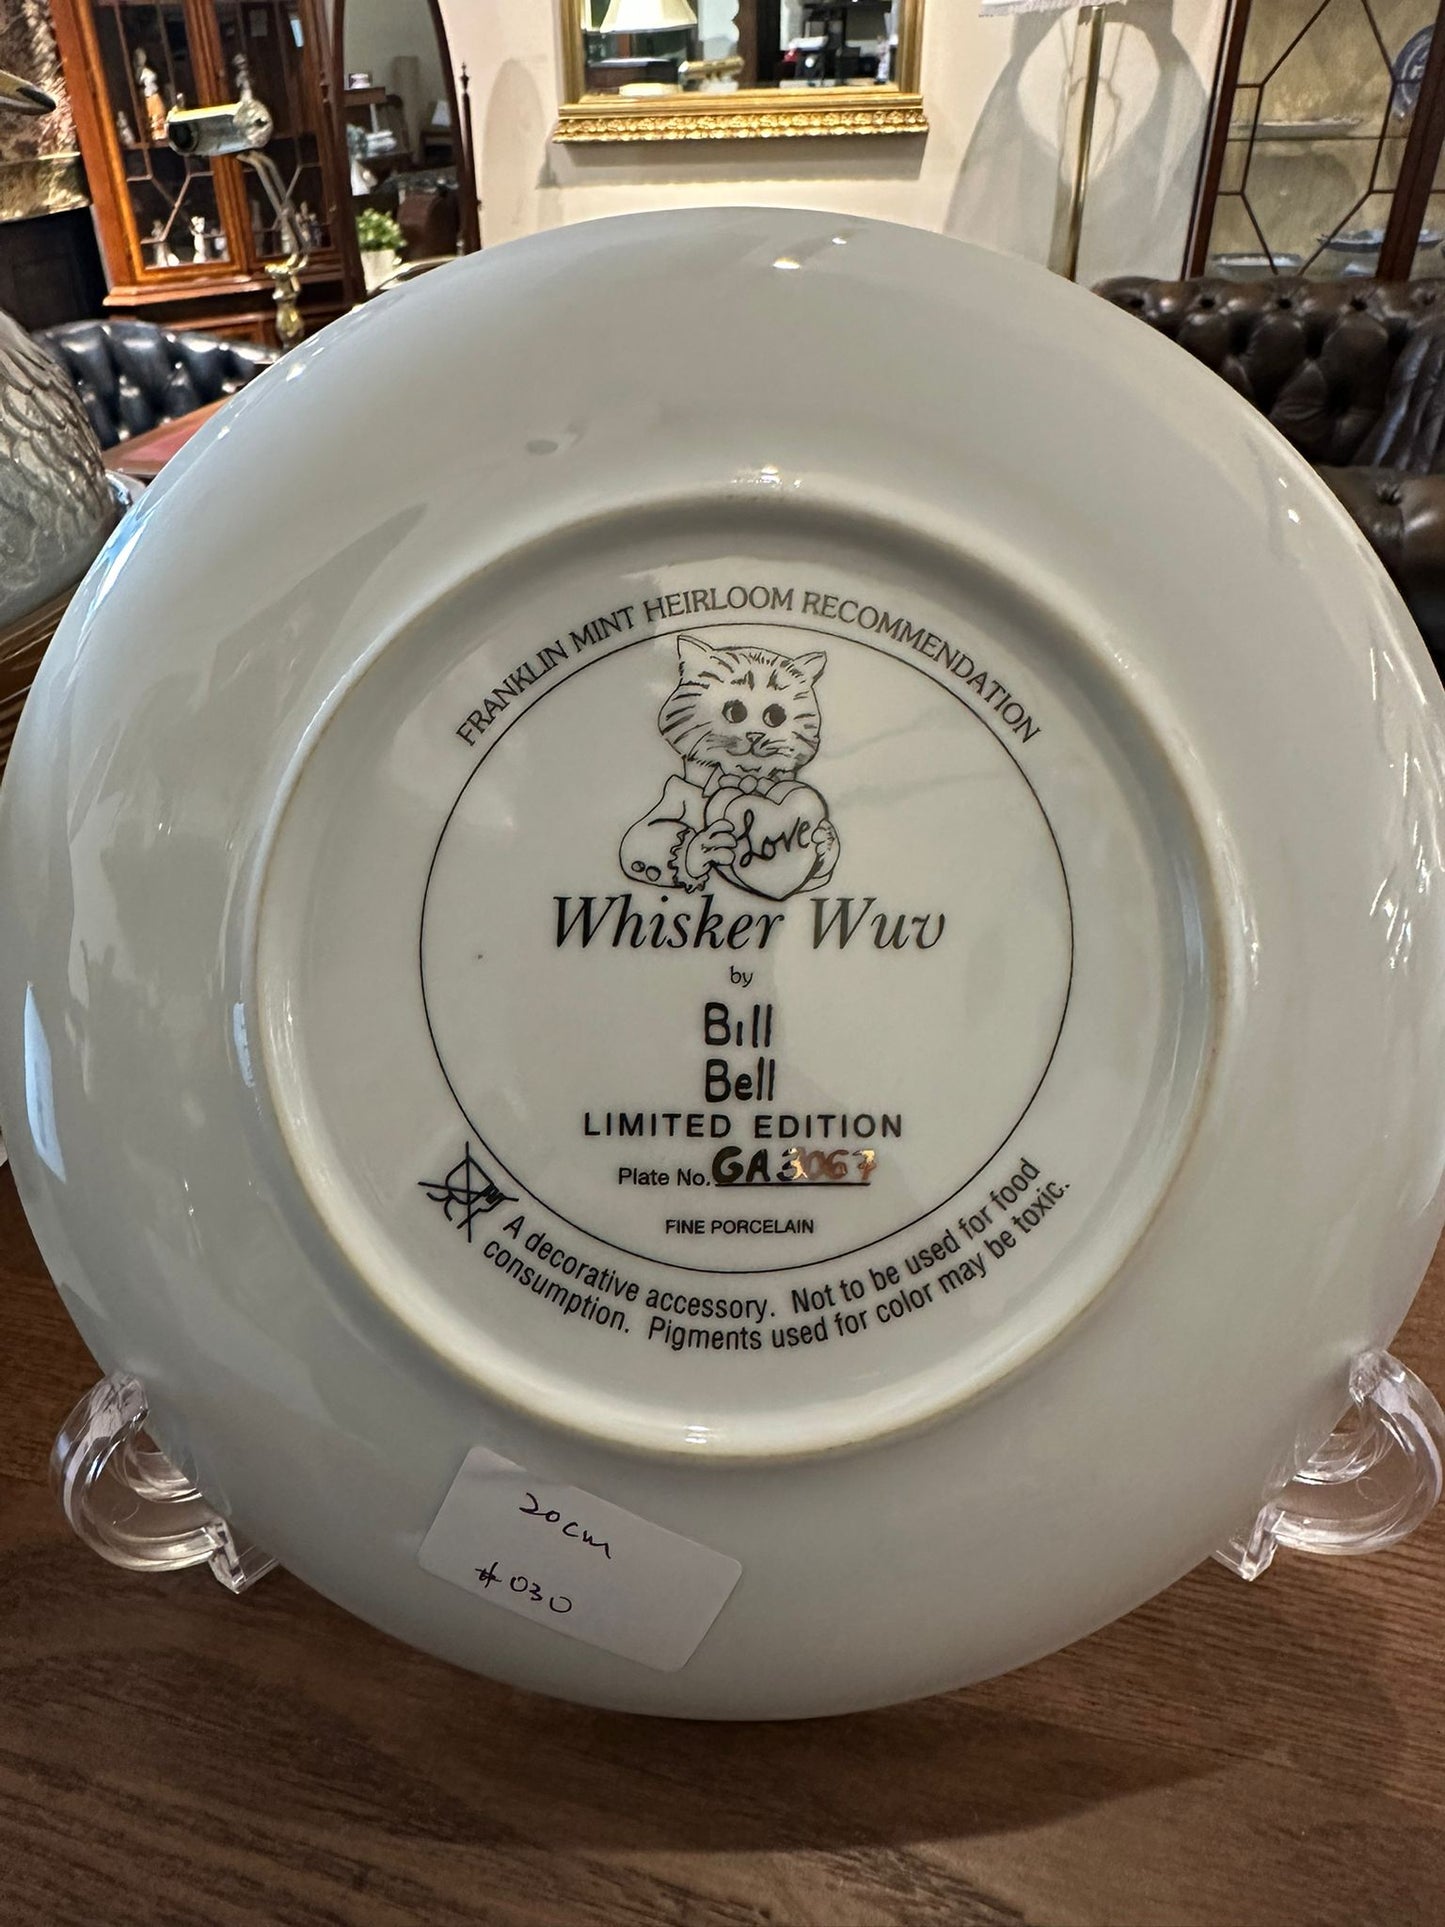 FRANKLIN MINT HEIRLOOM RECOMMENDATION
Love
Whisker Wuv
by
Bill
Bell
LIMITED EDITION
Plate No. GA3067
FINE PORCELAIN
A decorative accessory. Not to be used for food
consumption. Pigments used for color may be toxic.
20cm
#030